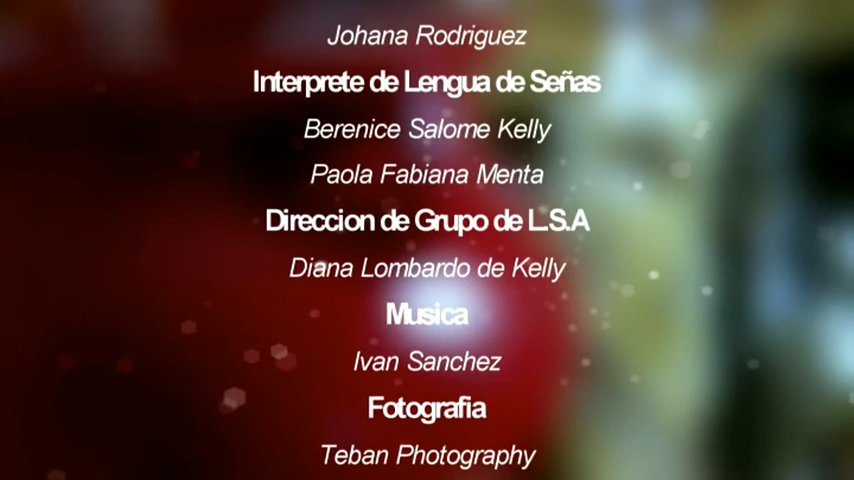 Johana Rodriguez
Interprete de Lengua de Señas
Berenice Salome Kelly
Paola Fabiana Menta
Direccion de Grupo de L.S.A
Diana Lombardo de Kelly
Musica
Ivan Sanchez
Fotografia
Teban Photography